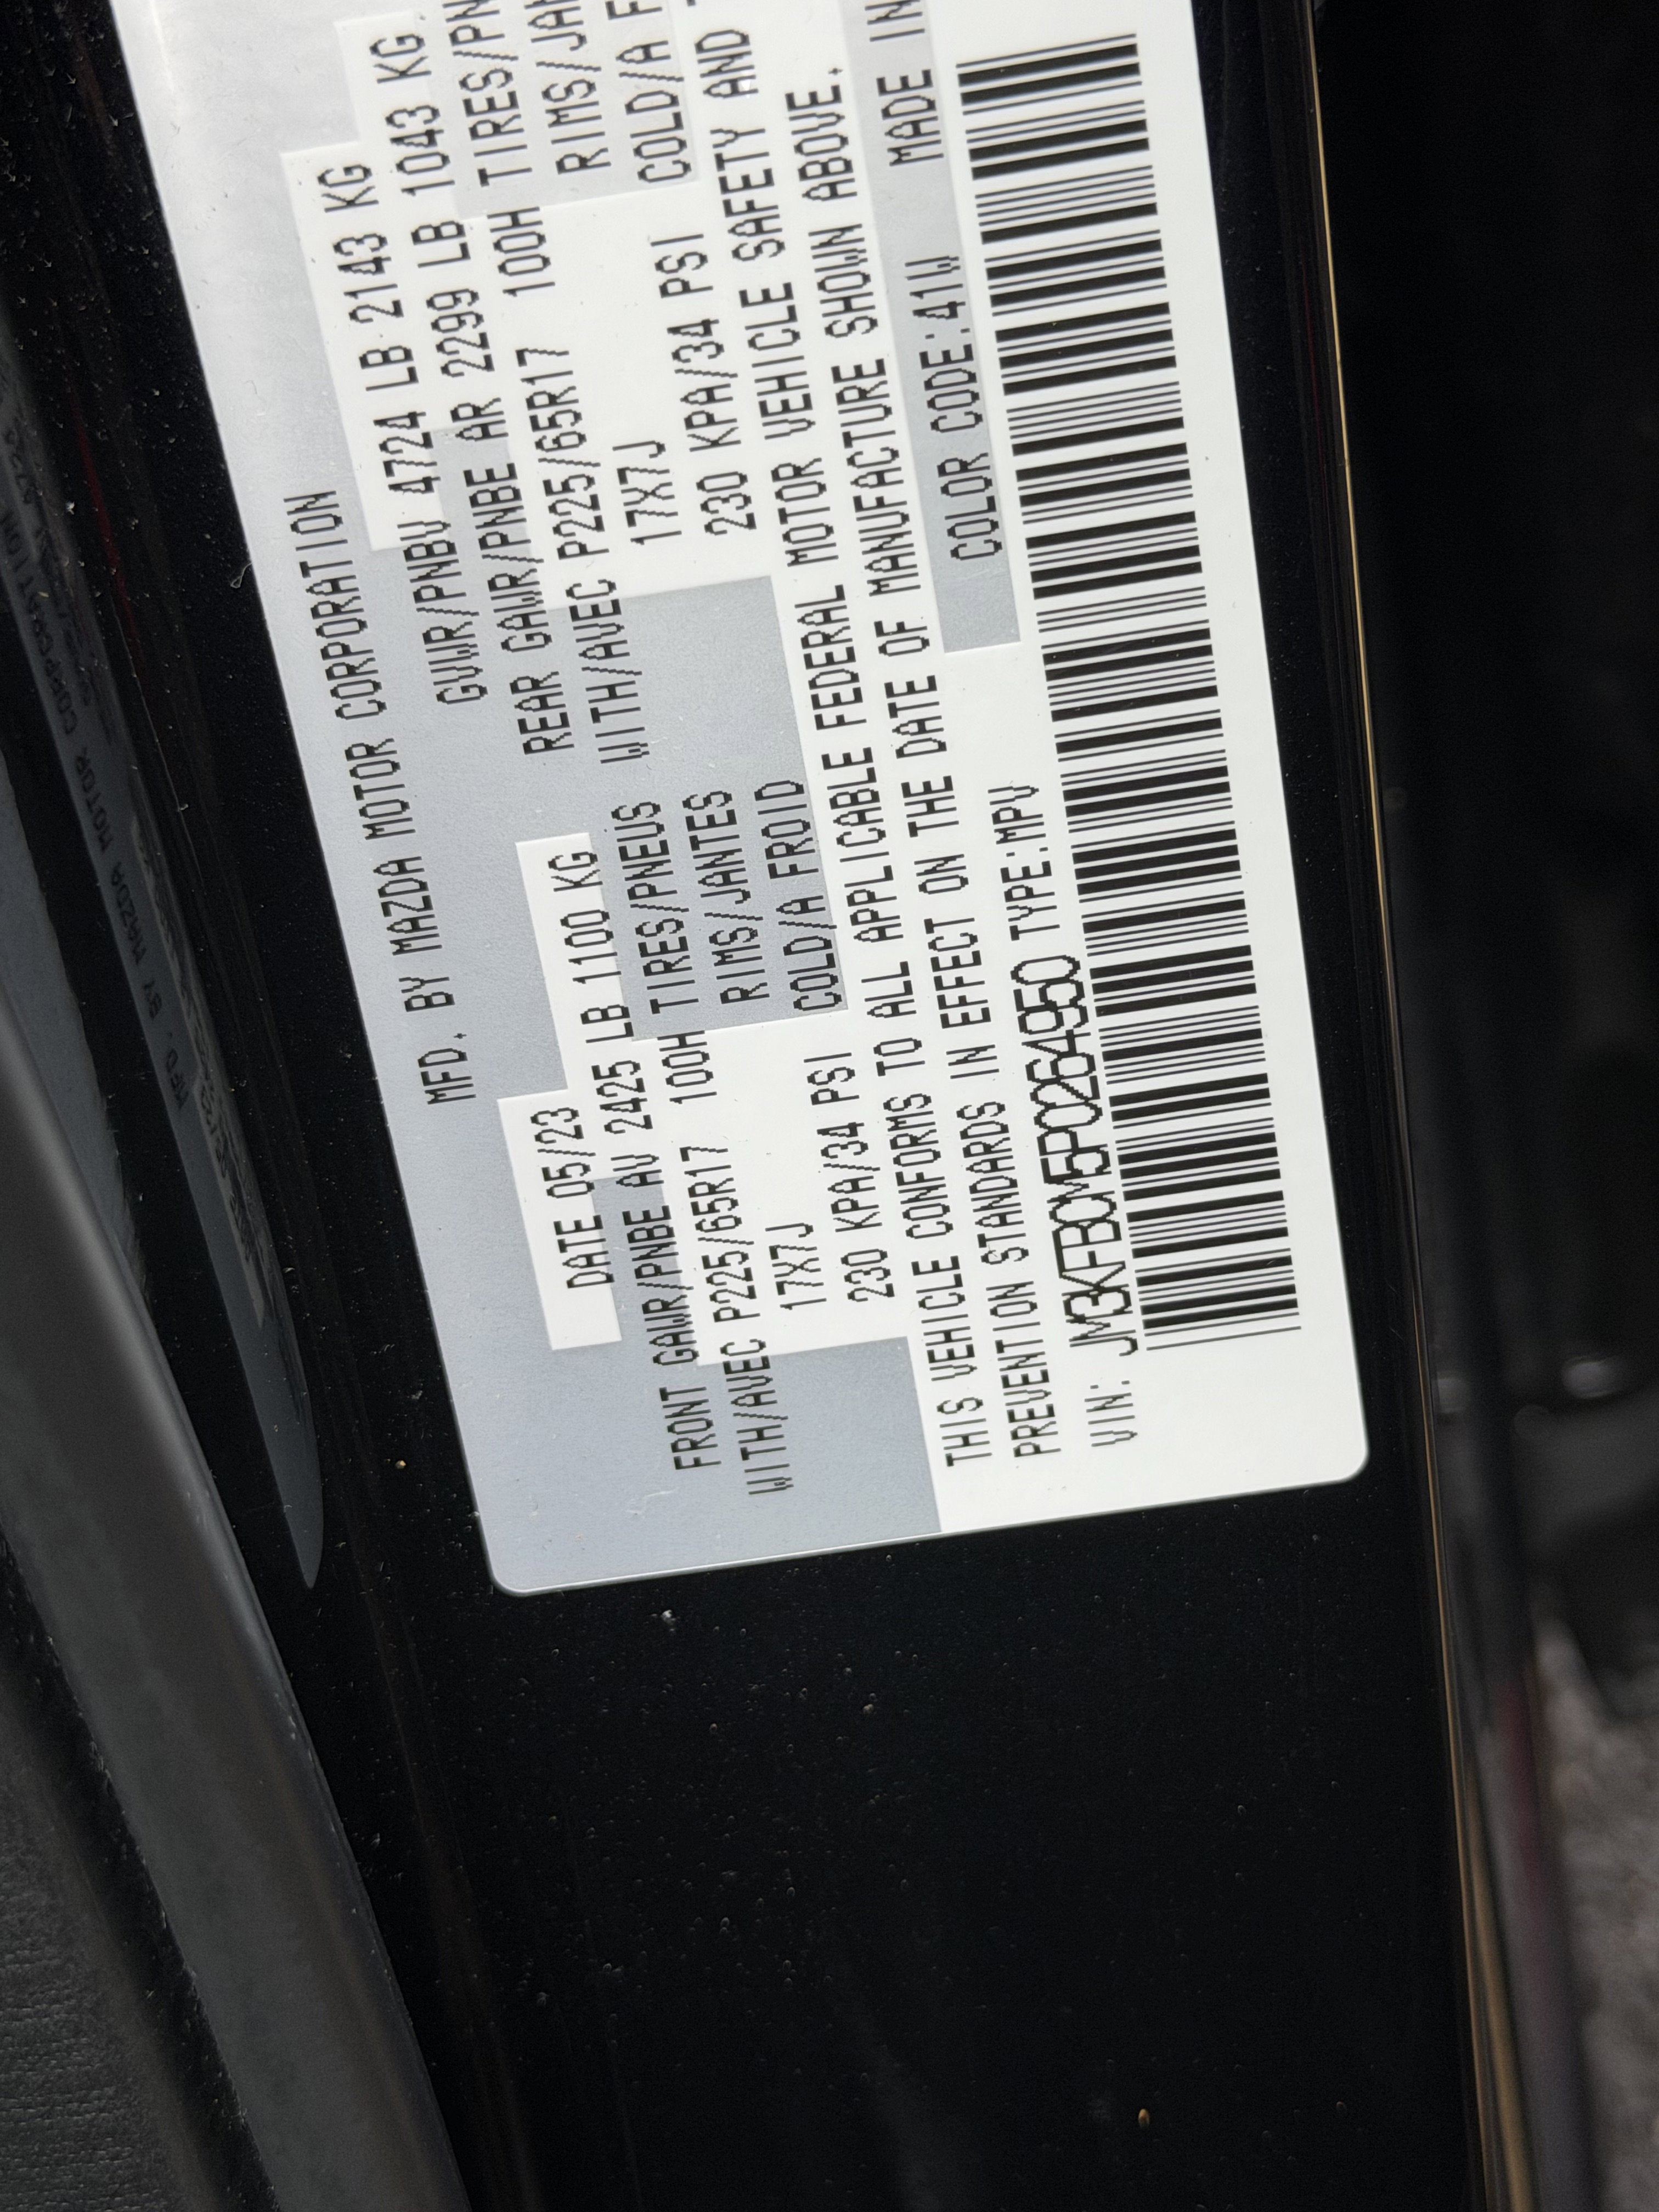 MFD. BY MAZDA MOTOR CORPORATION
DATE 05/23 GVWR/PNBV 4724 LB 2143 KG
FRONT GAWR/PNBE AV 2425 LB 1100 KG REAR GAWR/PNBE AR 2299 LB 1043 KG
WITH/AVEC P225/65R17 100H TIRES/PNEUS WITH/AVEC P225/65R17 100H TIRES/PN
17X7J RIMS/JANTES 17X7J RIMS/JAN
230 KPA/34 PSI COLD/A FROID 230 KPA/34 PSI COLD/A F
THIS VEHICLE CONFORMS TO ALL APPLICABLE FEDERAL MOTOR VEHICLE SAFETY AND
PREVENTION STANDARDS IN EFFECT ON THE DATE OF MANUFACTURE SHOWN ABOVE.
VIN: JM3KFBCM5P0264950 TYPE:MPV COLOR CODE:41W MADE IN